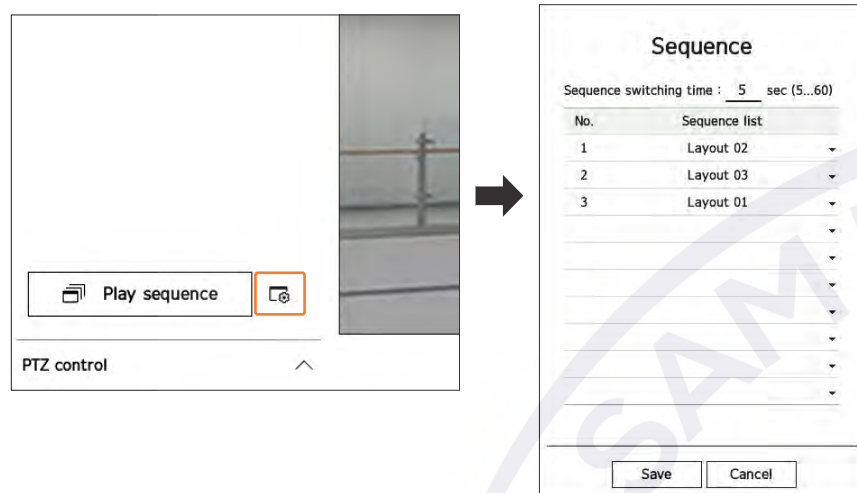 Play sequence
PTZ control
Sequence
Sequence switching time : 5 sec (5...60)
No. Sequence list
1 Layout 02
2 Layout 03
3 Layout 01
Save Cancel
SAM